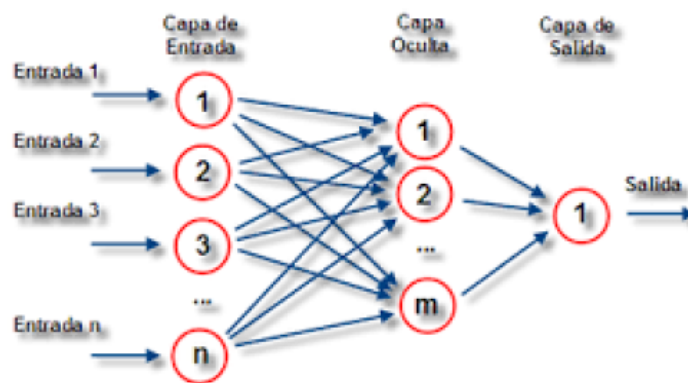 Capa de
Entrada
Capa
Oculta
Capa de
Salida
Entrada 1
1
Entrada 2
2
Entrada 3
3
...
Entrada n
n
1
2
...
m
1
Salida